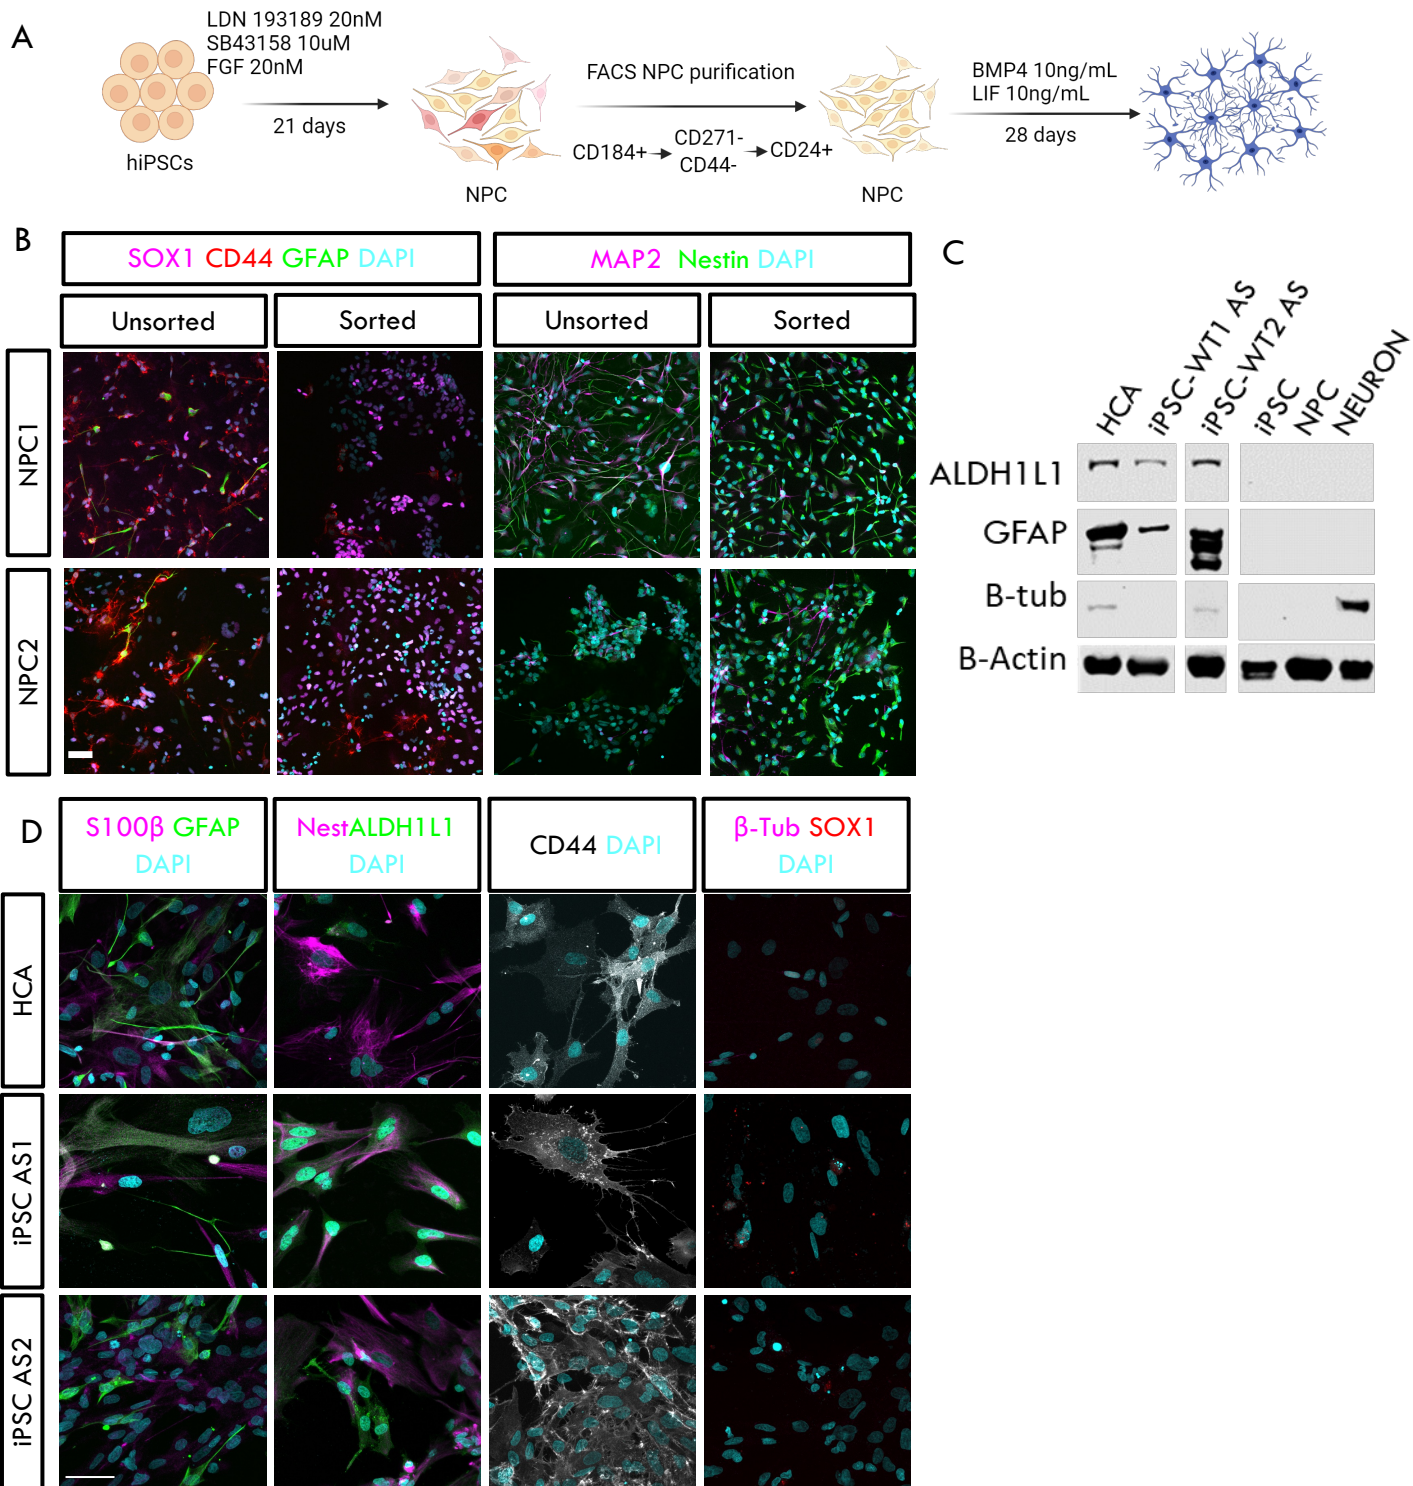 A
LDN 193189 20nM
SB43158 10uM
FGF 20nM
21 days
hiPSCs
NPC
FACS NPC purification
CD184+
CD271-
CD44-
CD24+
NPC
BMP4 10ng/mL
LIF 10ng/mL
28 days
B
SOX1 CD44 GFAP DAPI
MAP2 Nestin DAPI
Unsorted
Sorted
Unsorted
Sorted
NPC1
NPC2
C
HCA
iPSC-WT1 AS
iPSC-WT2 AS
iPSC
NPC
NEURON
ALDH1L1
GFAP
B-tub
B-Actin
D
S100β GFAP
DAPI
NestALDH1L1
DAPI
CD44 DAPI
β-Tub SOX1
DAPI
HCA
iPSC AS1
iPSC AS2